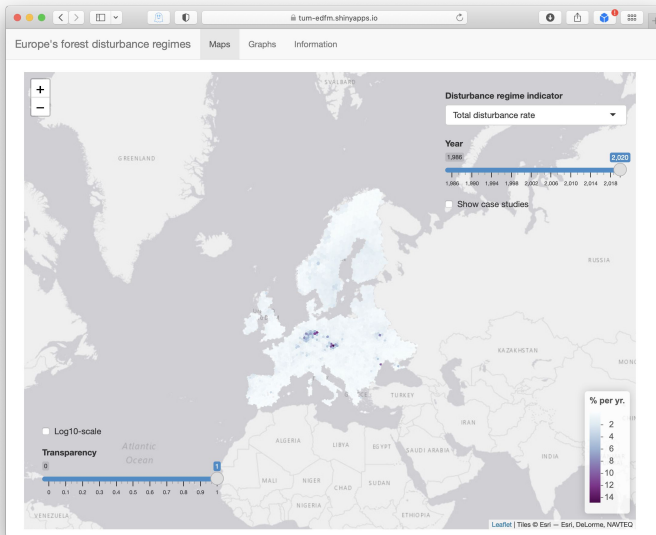 tum-edfm.shinyapps.io
Europe's forest disturbance regimes Maps Graphs Information
+
−
SVALBARD
GREENLAND
Disturbance regime indicator
Total disturbance rate
Year
1,986 2,020
1,986 1,990 1,994 1,998 2,002 2,006 2,010 2,014 2,018
Show case studies
RUSSIA
KAZAKHSTAN
MON
TURKEY
IRAN
ALGERIA
LIBYA
EGYPT
SAUDI ARABIA
INDIA
MALI
NIGER
CHAD
SUDAN
NIGERIA
ETHIOPIA
VENEZUELA
Atlantic
Ocean
Log10-scale
Transparency
0 1
0 0.1 0.2 0.3 0.4 0.5 0.6 0.7 0.8 0.9 1
% per yr.
2
4
6
8
10
12
14
Leaflet | Tiles © Esri — Esri, DeLorme, NAVTEQ